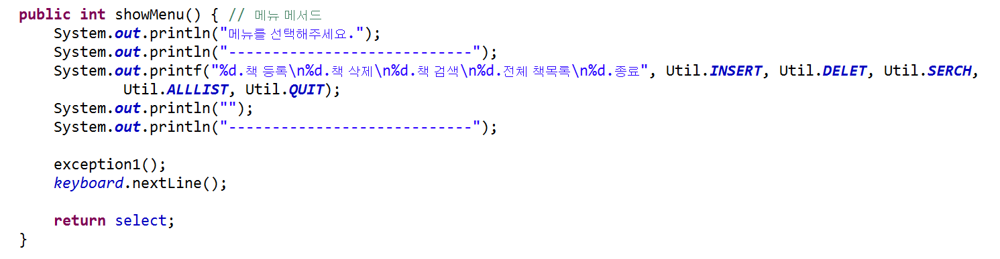 public int showMenu() { // 메뉴 메서드
System.out.println("메뉴를 선택해주세요.");
System.out.println("----------------------------");
System.out.printf("%d.책 등록\n%d.책 삭제\n%d.책 검색\n%d.전체 책목록\n%d.종료", Util.INSERT, Util.DELET, Util.SERCH,
Util.ALLLIST, Util.QUIT);
System.out.println("");
System.out.println("----------------------------");
exception1();
keyboard.nextLine();
return select;
}